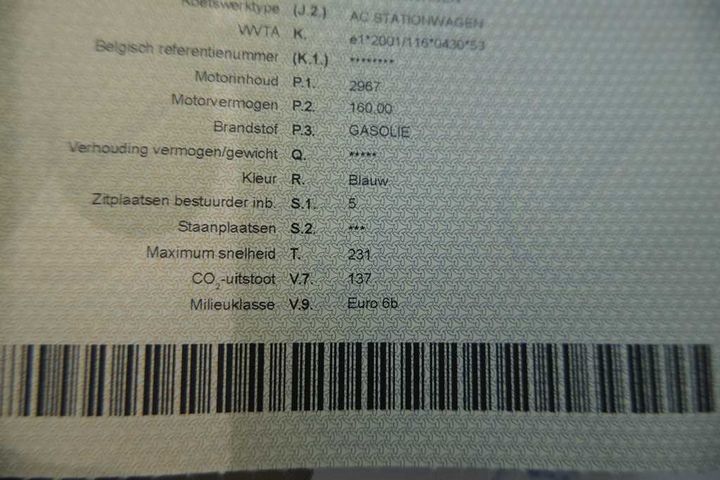 Koetswerktype (J.2.) AC STATIONWAGEN
WVTA K. e1*2001/116*0430*53
Belgisch referentienummer (K.1.) ********
Motorinhoud P.1. 2967
Motorvermogen P.2. 160.00
Brandstof P.3. GASOLIE
Verhouding vermogen/gewicht Q. *****
Kleur R. Blauw
Zitplaatsen bestuurder inb. S.1. 5
Staanplaatsen S.2. ***
Maximum snelheid T. 231
CO2-uitstoot V.7. 137
Milieuklasse V.9. Euro 6b